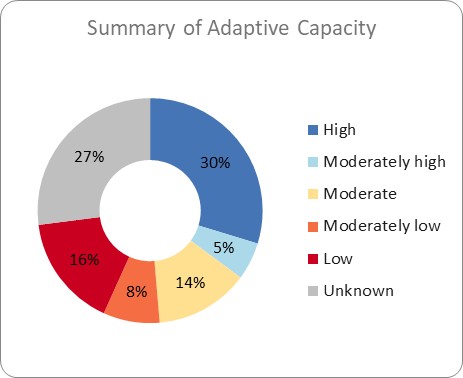 Summary of Adaptive Capacity
27%
30%
5%
14%
8%
16%
High
Moderately high
Moderate
Moderately low
Low
Unknown